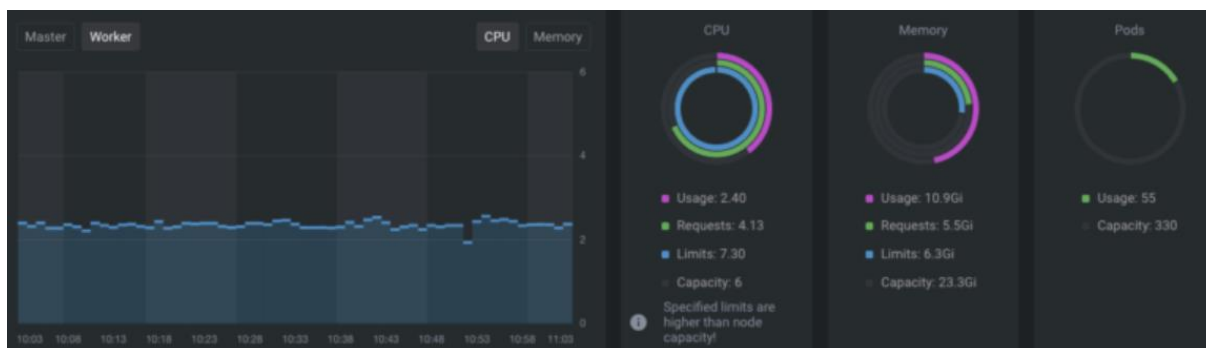 Master Worker CPU Memory
6
4
2
0
10:03 10:08 10:13 10:18 10:23 10:28 10:33 10:38 10:43 10:48 10:53 10:58 11:03
CPU
Usage: 2.40
Requests: 4.13
Limits: 7.30
Capacity: 6
Specified limits are
higher than node
capacity!
Memory
Usage: 10.9Gi
Requests: 5.5Gi
Limits: 6.3Gi
Capacity: 23.3Gi
Pods
Usage: 55
Capacity: 330